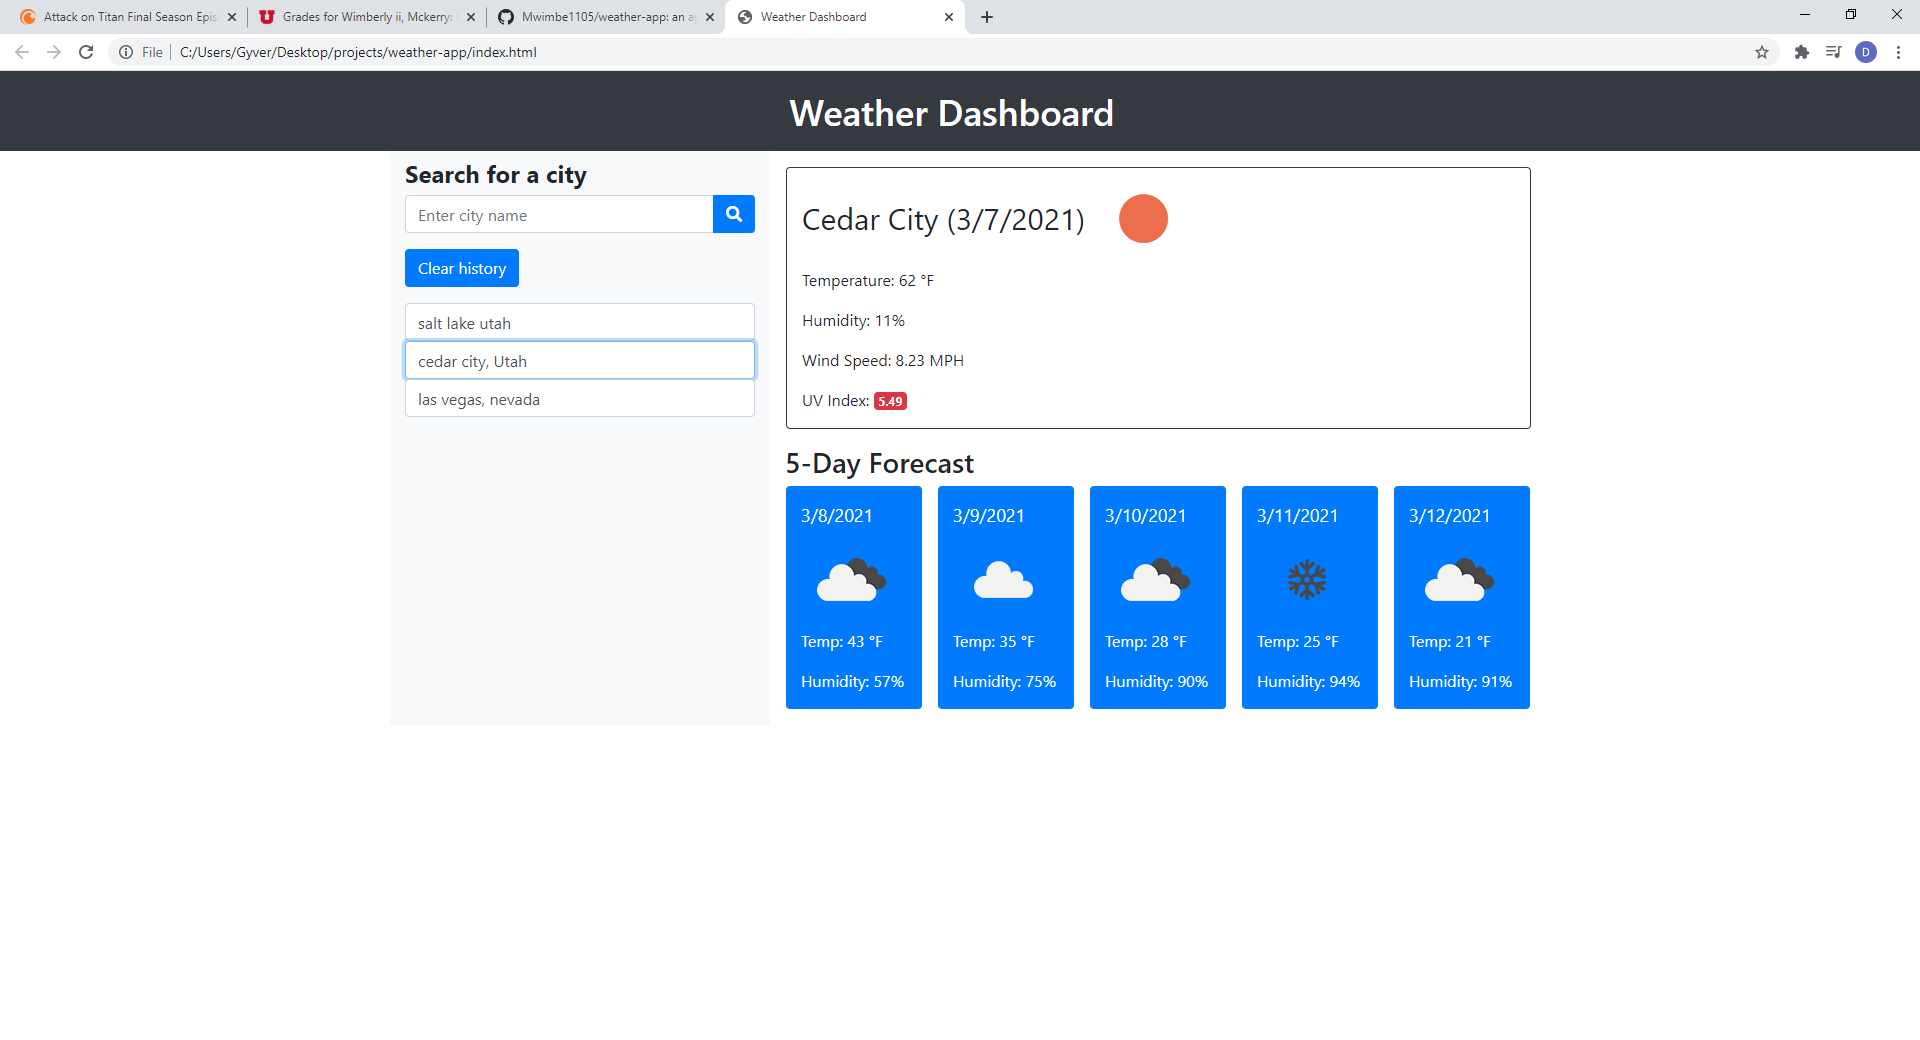 Attack on Titan Final Season Epis
Grades for Wimberly ii, Mckerry:
Mwimbe1105/weather-app: an a
Weather Dashboard
File
C:/Users/Gyver/Desktop/projects/weather-app/index.html
D
Weather Dashboard
Search for a city
Enter city name
Clear history
salt lake utah
cedar city, Utah
las vegas, nevada
Cedar City (3/7/2021)
Temperature: 62 °F
Humidity: 11%
Wind Speed: 8.23 MPH
UV Index: 5.49
5-Day Forecast
3/8/2021
Temp: 43 °F
Humidity: 57%
3/9/2021
Temp: 35 °F
Humidity: 75%
3/10/2021
Temp: 28 °F
Humidity: 90%
3/11/2021
Temp: 25 °F
Humidity: 94%
3/12/2021
Temp: 21 °F
Humidity: 91%